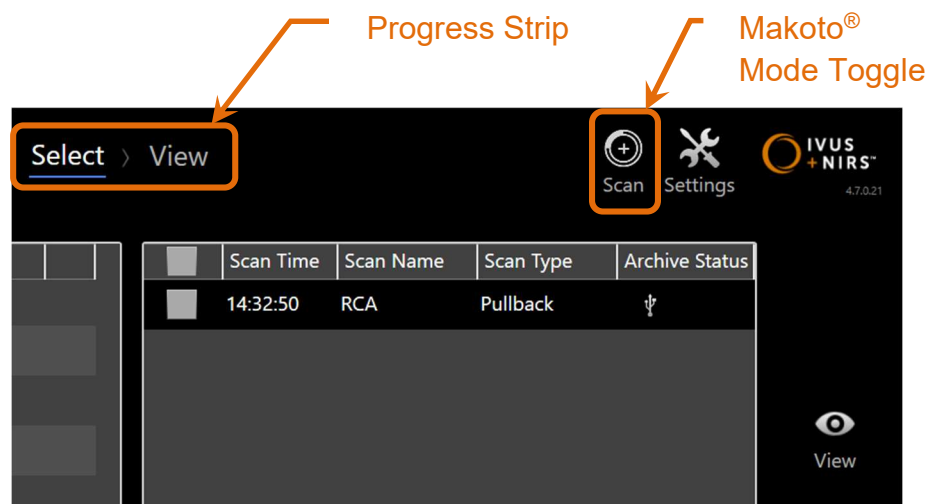 Progress Strip
Makoto®
Mode Toggle
Select > View
Scan
Settings
IVUS
+NIRS™
4.7.0.21
Scan Time Scan Name Scan Type Archive Status
14:32:50 RCA Pullback
View